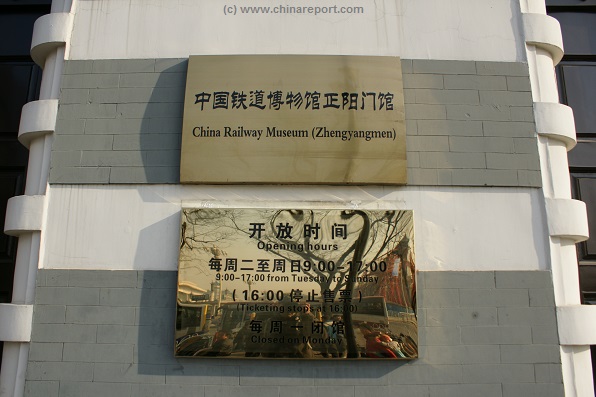 (c) www.chinareport.com
中国铁道博物馆正阳门馆
China Railway Museum (Zhengyangmen)
开放时间
Opening hours
每周二至周日9:00-17:00
9:00-17:00 from Tuesday to Sunday
(16:00 停止售票)
(Ticketing stops at 16:00)
每周一闭馆
Closed on Monday